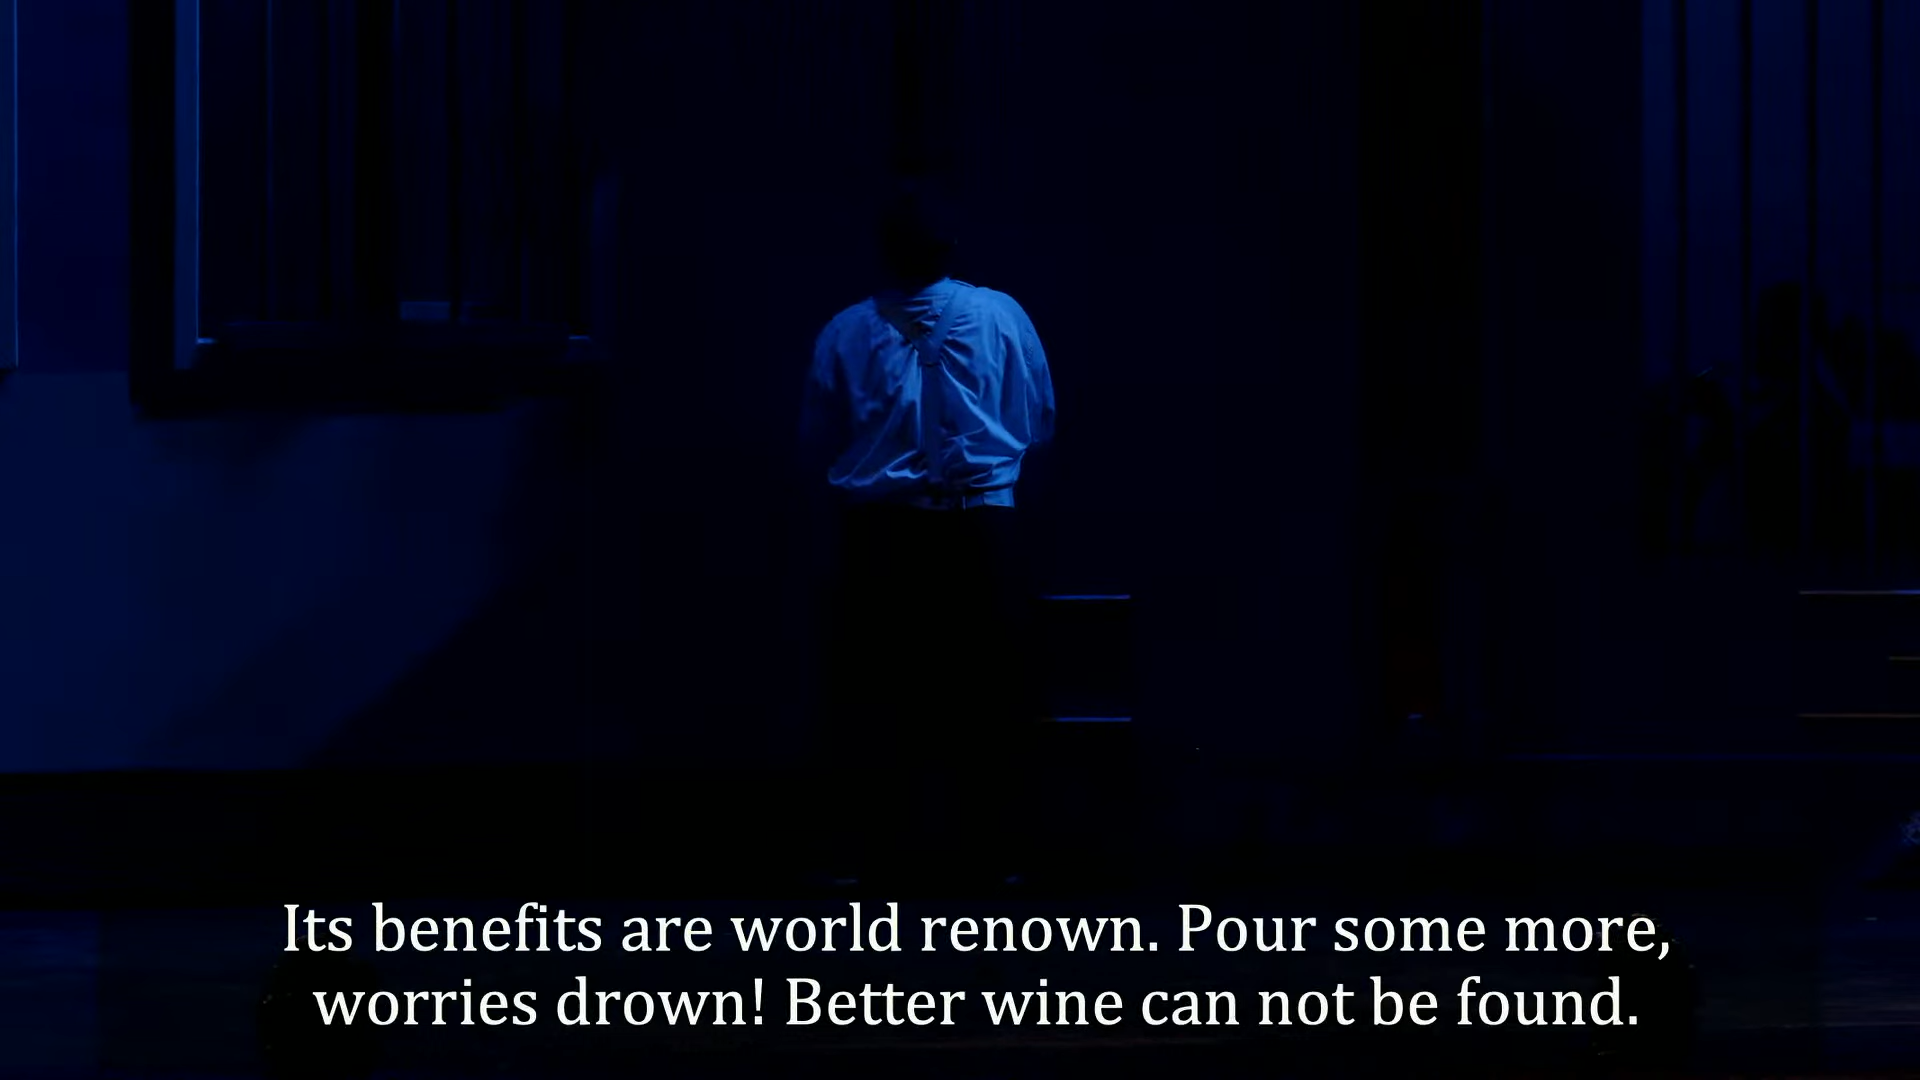 Its benefits are world renown. Pour some more,
worries drown! Better wine can not be found.